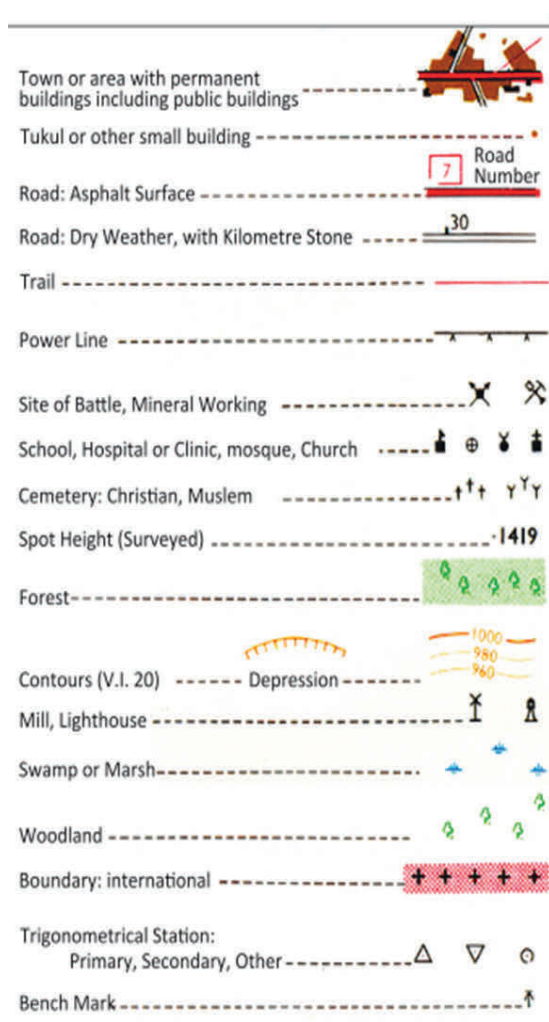 Town or area with permanent
buildings including public buildings
Tukul or other small building
7 Road
Number
Road: Asphalt Surface
Road: Dry Weather, with Kilometre Stone 30
Trail
Power Line
Site of Battle, Mineral Working
School, Hospital or Clinic, mosque, Church
Cemetery: Christian, Muslem
Spot Height (Surveyed) .1419
Forest
1000
980
960
Contours (V.I. 20) Depression
Mill, Lighthouse
Swamp or Marsh
Woodland
Boundary: international
Trigonometrical Station:
Primary, Secondary, Other
Bench Mark